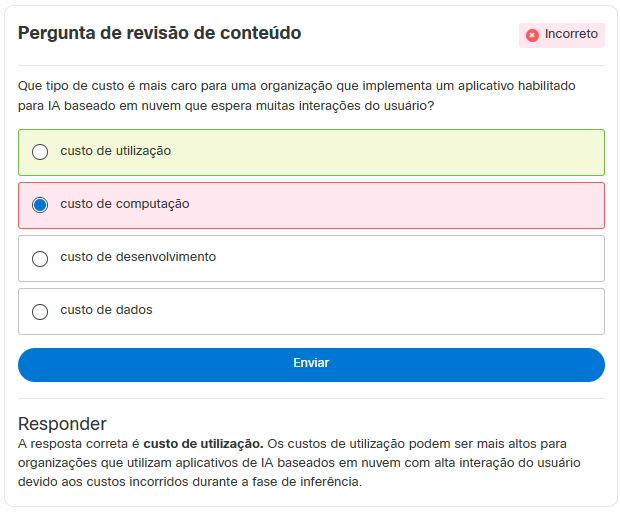 Pergunta de revisão de conteúdo
Incorreto
Que tipo de custo é mais caro para uma organização que implementa um aplicativo habilitado
para IA baseado em nuvem que espera muitas interações do usuário?
custo de utilização
custo de computação
custo de desenvolvimento
custo de dados
Enviar
Responder
A resposta correta é custo de utilização. Os custos de utilização podem ser mais altos para
organizações que utilizam aplicativos de IA baseados em nuvem com alta interação do usuário
devido aos custos incorridos durante a fase de inferência.